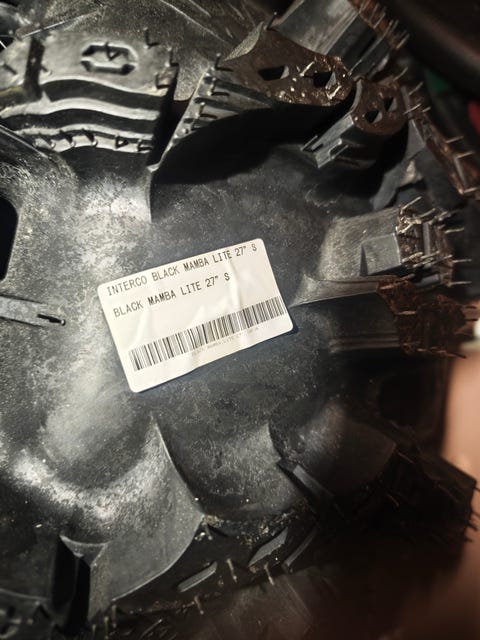 INTERCO BLACK MAMBA LITE 27" S
BLACK MAMBA LITE 27" S